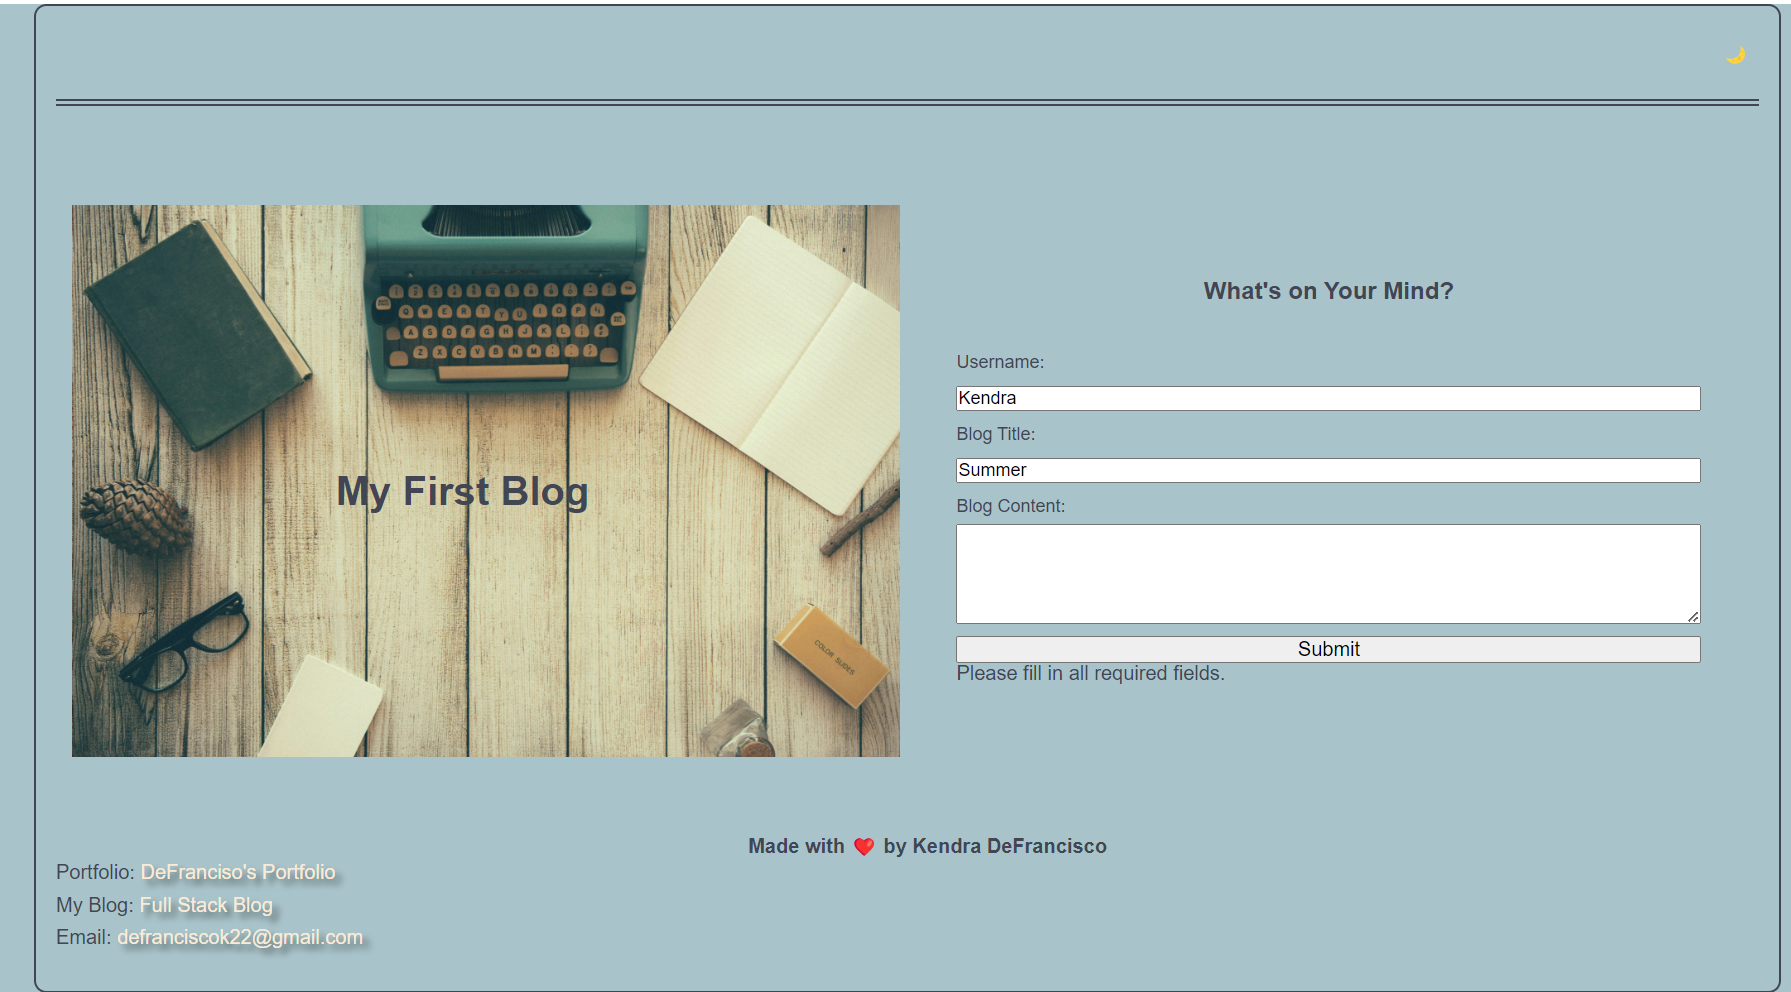 My First Blog
COLOR SLIDES
What's on Your Mind?
Username:
Kendra
Blog Title:
Summer
Blog Content:
Submit
Please fill in all required fields.
Made with ❤️ by Kendra DeFrancisco
Portfolio: DeFranciso's Portfolio
My Blog: Full Stack Blog
Email: defranciscok22@gmail.com